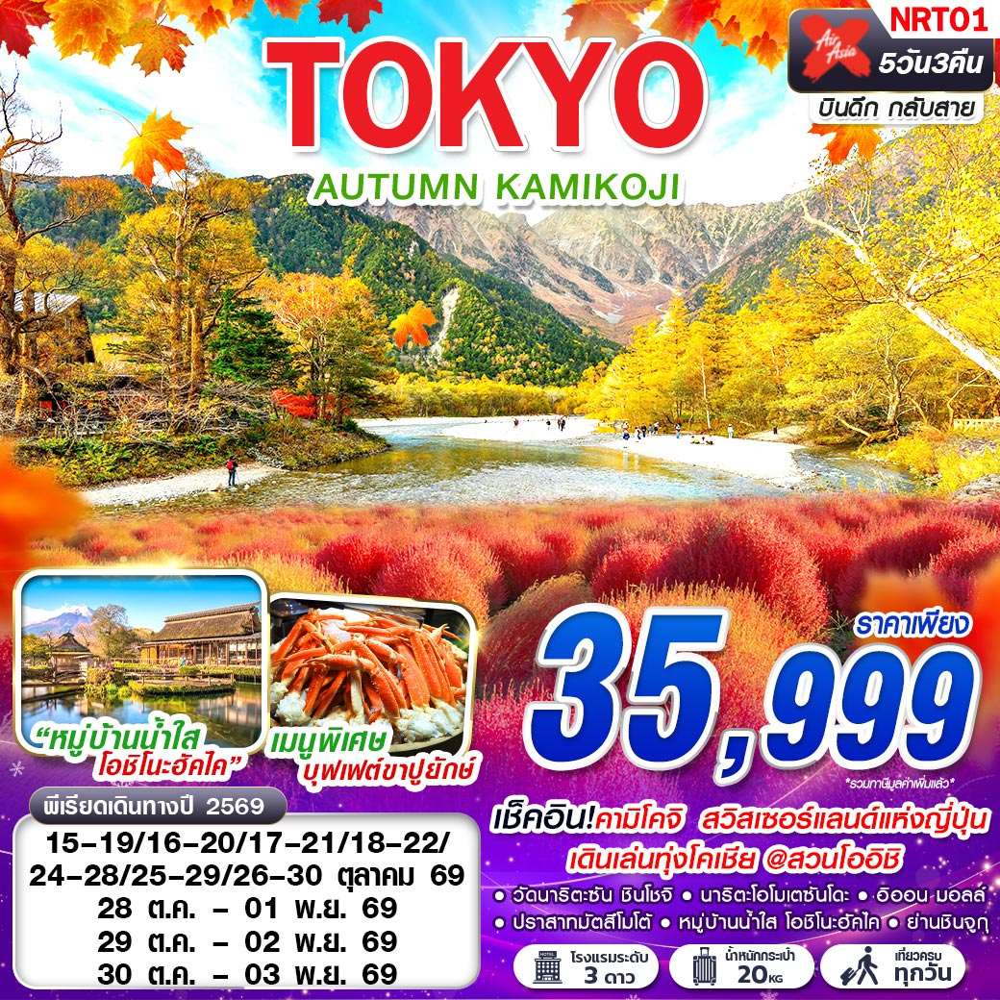 NRT01
Air Asia X
5วัน3คืน
บินดึก กลับสาย
TOKYO
AUTUMN KAMIKOJI
ราคาเพียง
35,999
*รวมภาษีมูลค่าเพิ่มแล้ว*
"หมู่บ้านน้ำใส
โอชิโนะฮัคไค"
เมนูพิเศษ
บุฟเฟต์ขาปูยักษ์
พีเรียดเดินทางปี 2569
15-19/16-20/17-21/18-22/
24-28/25-29/26-30 ตุลาคม 69
28 ต.ค. - 01 พ.ย. 69
29 ต.ค. - 02 พ.ย. 69
30 ต.ค. - 03 พ.ย. 69
เช็คอิน!คามิโคจิ สวิสเซอร์แลนด์แห่งญี่ปุ่น
เดินเล่นทุ่งโคเชีย @สวนโออิชิ
• วัดนาริตะซัน ชินโชจิ • นาริตะโอโมเตซันโดะ • อิออน มอลล์
• ปราสาทมัตสึโมโต้ • หมู่บ้านน้ำใส โอชิโนะฮัคไค • ย่านชินจูกุ
HOTEL
โรงแรมระดับ
3 ดาว
น้ำหนักกระเป๋า
20KG
เที่ยวครบ
ทุกวัน